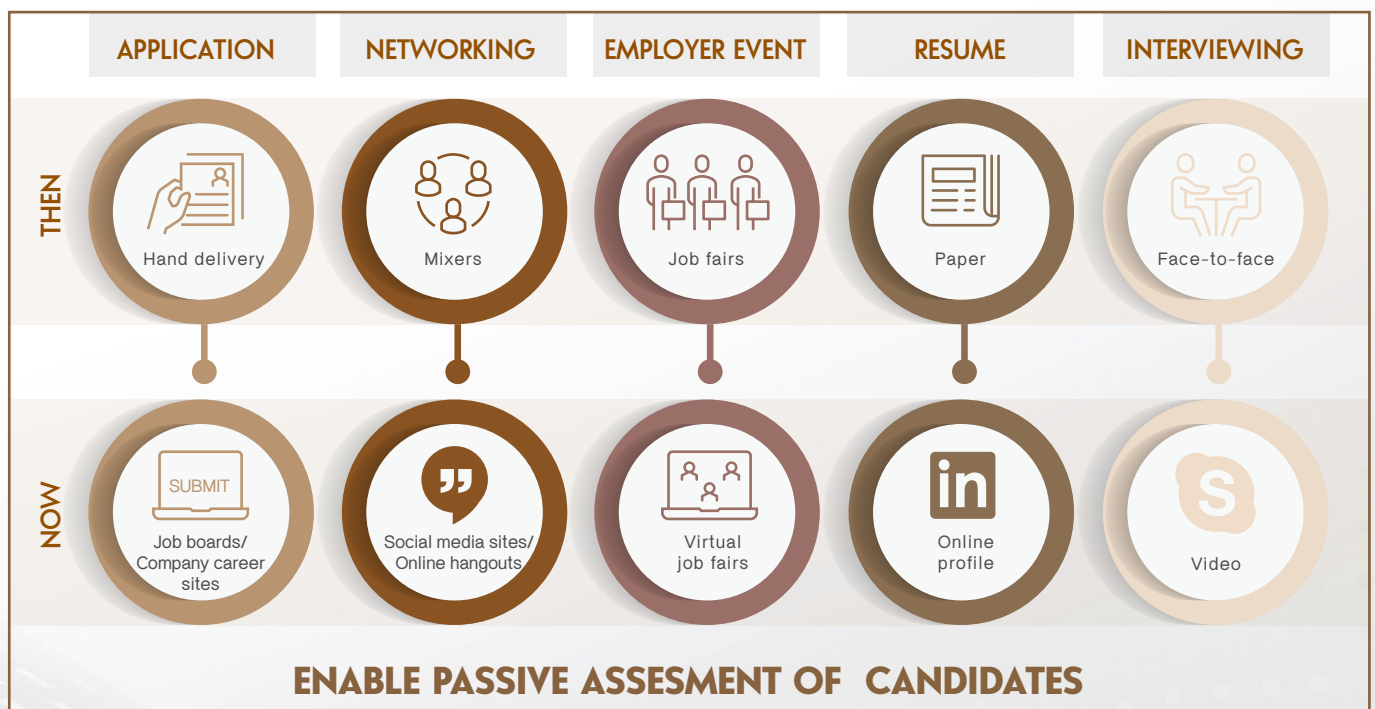 APPLICATION
NETWORKING
EMPLOYER EVENT
RESUME
INTERVIEWING
THEN
Hand delivery
Mixers
Job fairs
Paper
Face-to-face
NOW
SUBMIT
Job boards/
Company career
sites
"
Social media sites/
Online hangouts
Virtual
job fairs
in
Online
profile
S
Video
ENABLE PASSIVE ASSESMENT OF CANDIDATES